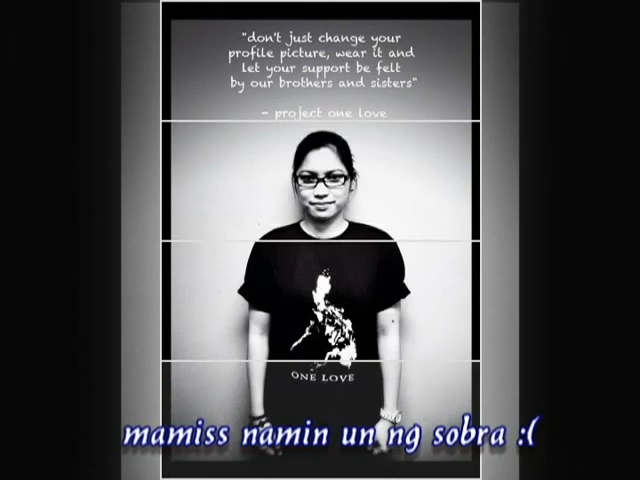 "don't just change your
profile picture, wear it and
let your support be felt
by our brothers and sisters"
- project one love
ONE LOVE
mamiss namin un ng sobra :(